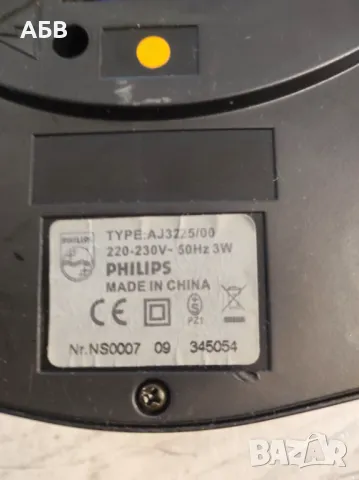 АБВ
PHILIPS
TYPE:AJ3225/00
220-230V~ 50Hz 3W
PHILIPS
MADE IN CHINA
CE
S
PZ1
Nr.NS0007 09 345054
BAZAR